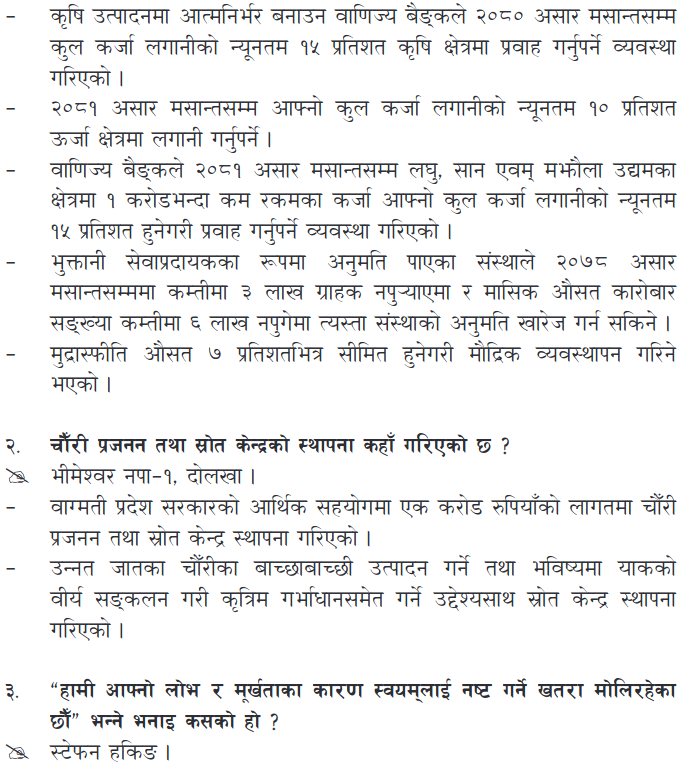 – कृषि उत्पादनमा आत्मनिर्भर बनाउन वाणिज्य बैङ्कले २०८० असार मसान्तसम्म
कुल कर्जा लगानीको न्यूनतम १५ प्रतिशत कृषि क्षेत्रमा प्रवाह गर्नुपर्ने व्यवस्था
गरिएको ।
– २०८१ असार मसान्तसम्म आफ्नो कुल कर्जा लगानीको न्यूनतम १० प्रतिशत
ऊर्जा क्षेत्रमा लगानी गर्नुपर्ने ।
– वाणिज्य बैङ्कले २०८१ असार मसान्तसम्म लघु, सान एवम् मझौला उद्यमका
क्षेत्रमा १ करोडभन्दा कम रकमका कर्जा आफ्नो कुल कर्जा लगानीको न्यूनतम
१५ प्रतिशत हुनेगरी प्रवाह गर्नुपर्ने व्यवस्था गरिएको ।
– भुक्तानी सेवाप्रदायकका रूपमा अनुमति पाएका संस्थाले २०७८ असार
मसान्तसम्ममा कम्तीमा ३ लाख ग्राहक नपुऱ्याएमा र मासिक औसत कारोबार
सङ्ख्या कम्तीमा ६ लाख नपुगेमा त्यस्ता संस्थाको अनुमति खारेज गर्न सकिने ।
– मुद्रास्फीति औसत ७ प्रतिशतभित्र सीमित हुनेगरी मौद्रिक व्यवस्थापन गरिने
भएको ।
२. चौँरी प्रजनन तथा स्रोत केन्द्रको स्थापना कहाँ गरिएको छ ?
भीमेश्वर नपा–१, दोलखा ।
– वाग्मती प्रदेश सरकारको आर्थिक सहयोगमा एक करोड रुपियाँको लागतमा चौँरी
प्रजनन तथा स्रोत केन्द्र स्थापना गरिएको ।
– उन्नत जातका चौँरीका बाच्छाबाच्छी उत्पादन गर्ने तथा भविष्यमा याकको
वीर्य सङ्कलन गरी कृत्रिम गर्भाधानसमेत गर्ने उद्देश्यसाथ स्रोत केन्द्र स्थापना
गरिएको ।
३. “हामी आफ्नो लोभ र मूर्खताका कारण स्वयम्‌लाई नष्ट गर्ने खतरा मोलिरहेका
छौँ” भन्ने भनाइ कसको हो ?
स्टेफन हकिङ ।